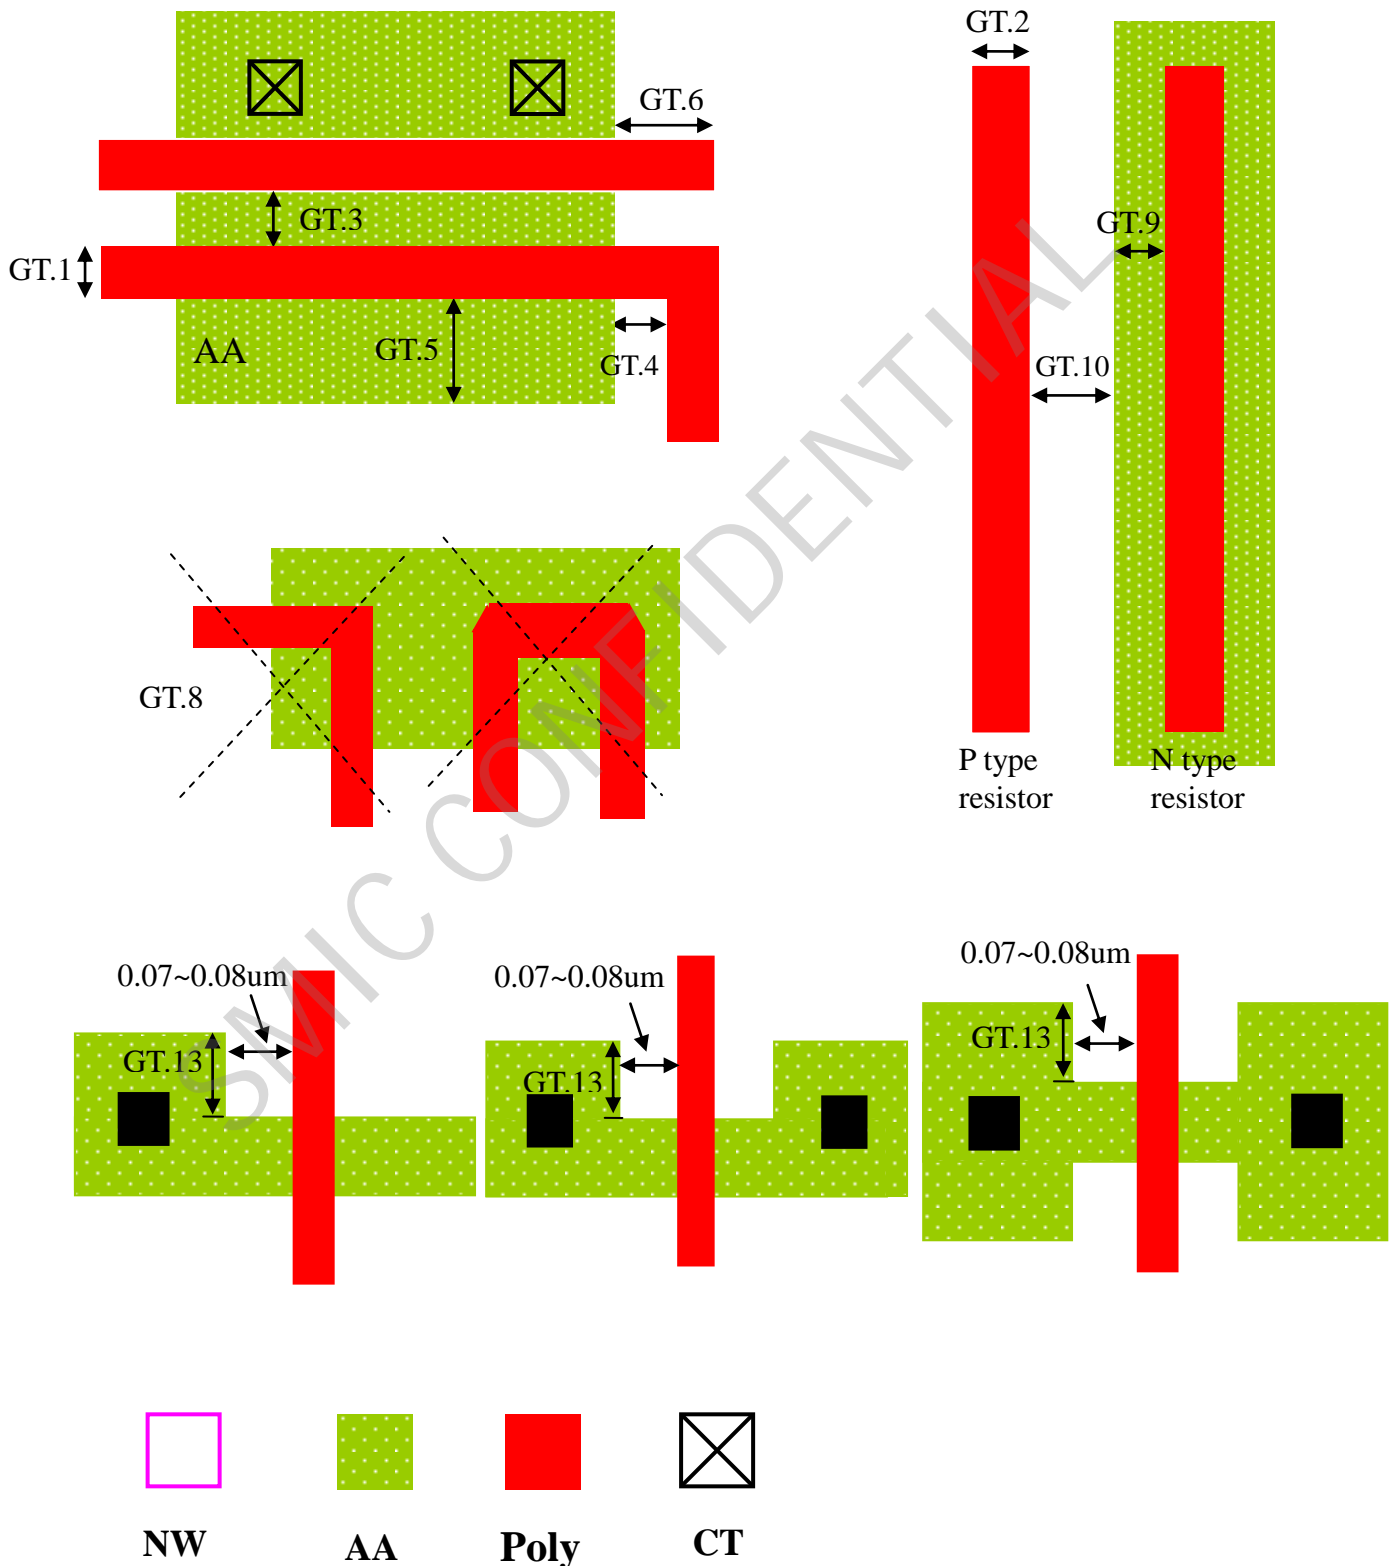 GT.2
GT.6
GT.3
GT.9
GT.1
AA
GT.5
GT.4
GT.10
GT.8
P type
resistor
N type
resistor
0.07~0.08um
0.07~0.08um
0.07~0.08um
GT.13
GT.13
GT.13
SMIC CONFIDENTIAL
NW
AA
Poly
CT